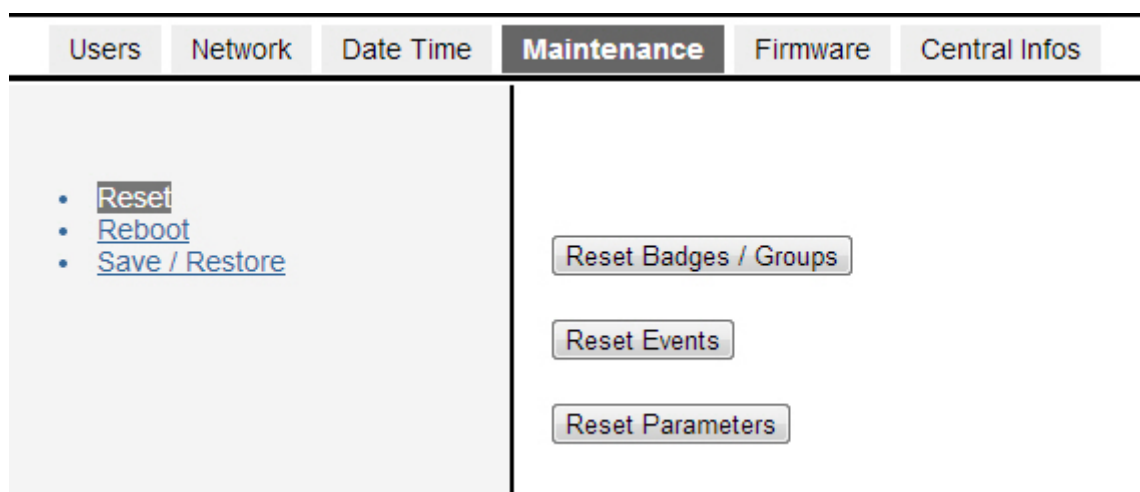 Users Network Date Time Maintenance Firmware Central Infos
Reset
Reboot
Save / Restore
Reset Badges / Groups
Reset Events
Reset Parameters